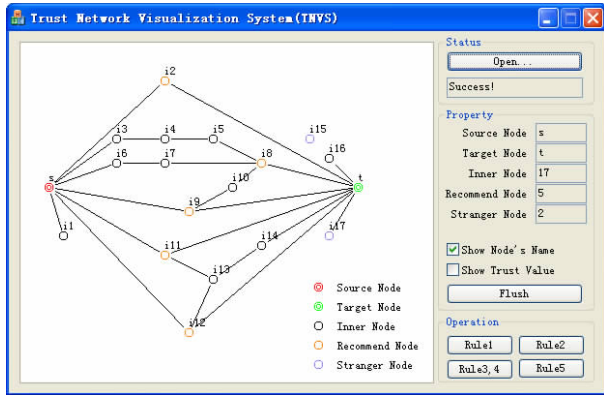 Trust Network Visualization System(TNVS)
i2
i3
i4
i5
i15
i16
i6
i7
i8
s
i10
t
i9
i1
i11
i14
i17
i13
i12
Source Node
Target Node
Inner Node
Recommend Node
Stranger Node
Status
Open...
Success!
Property
Source Node s
Target Node t
Inner Node 17
Recommend Node 5
Stranger Node 2
Show Node's Name
Show Trust Value
Flush
Operation
Rule1 Rule2
Rule3,4 Rule5